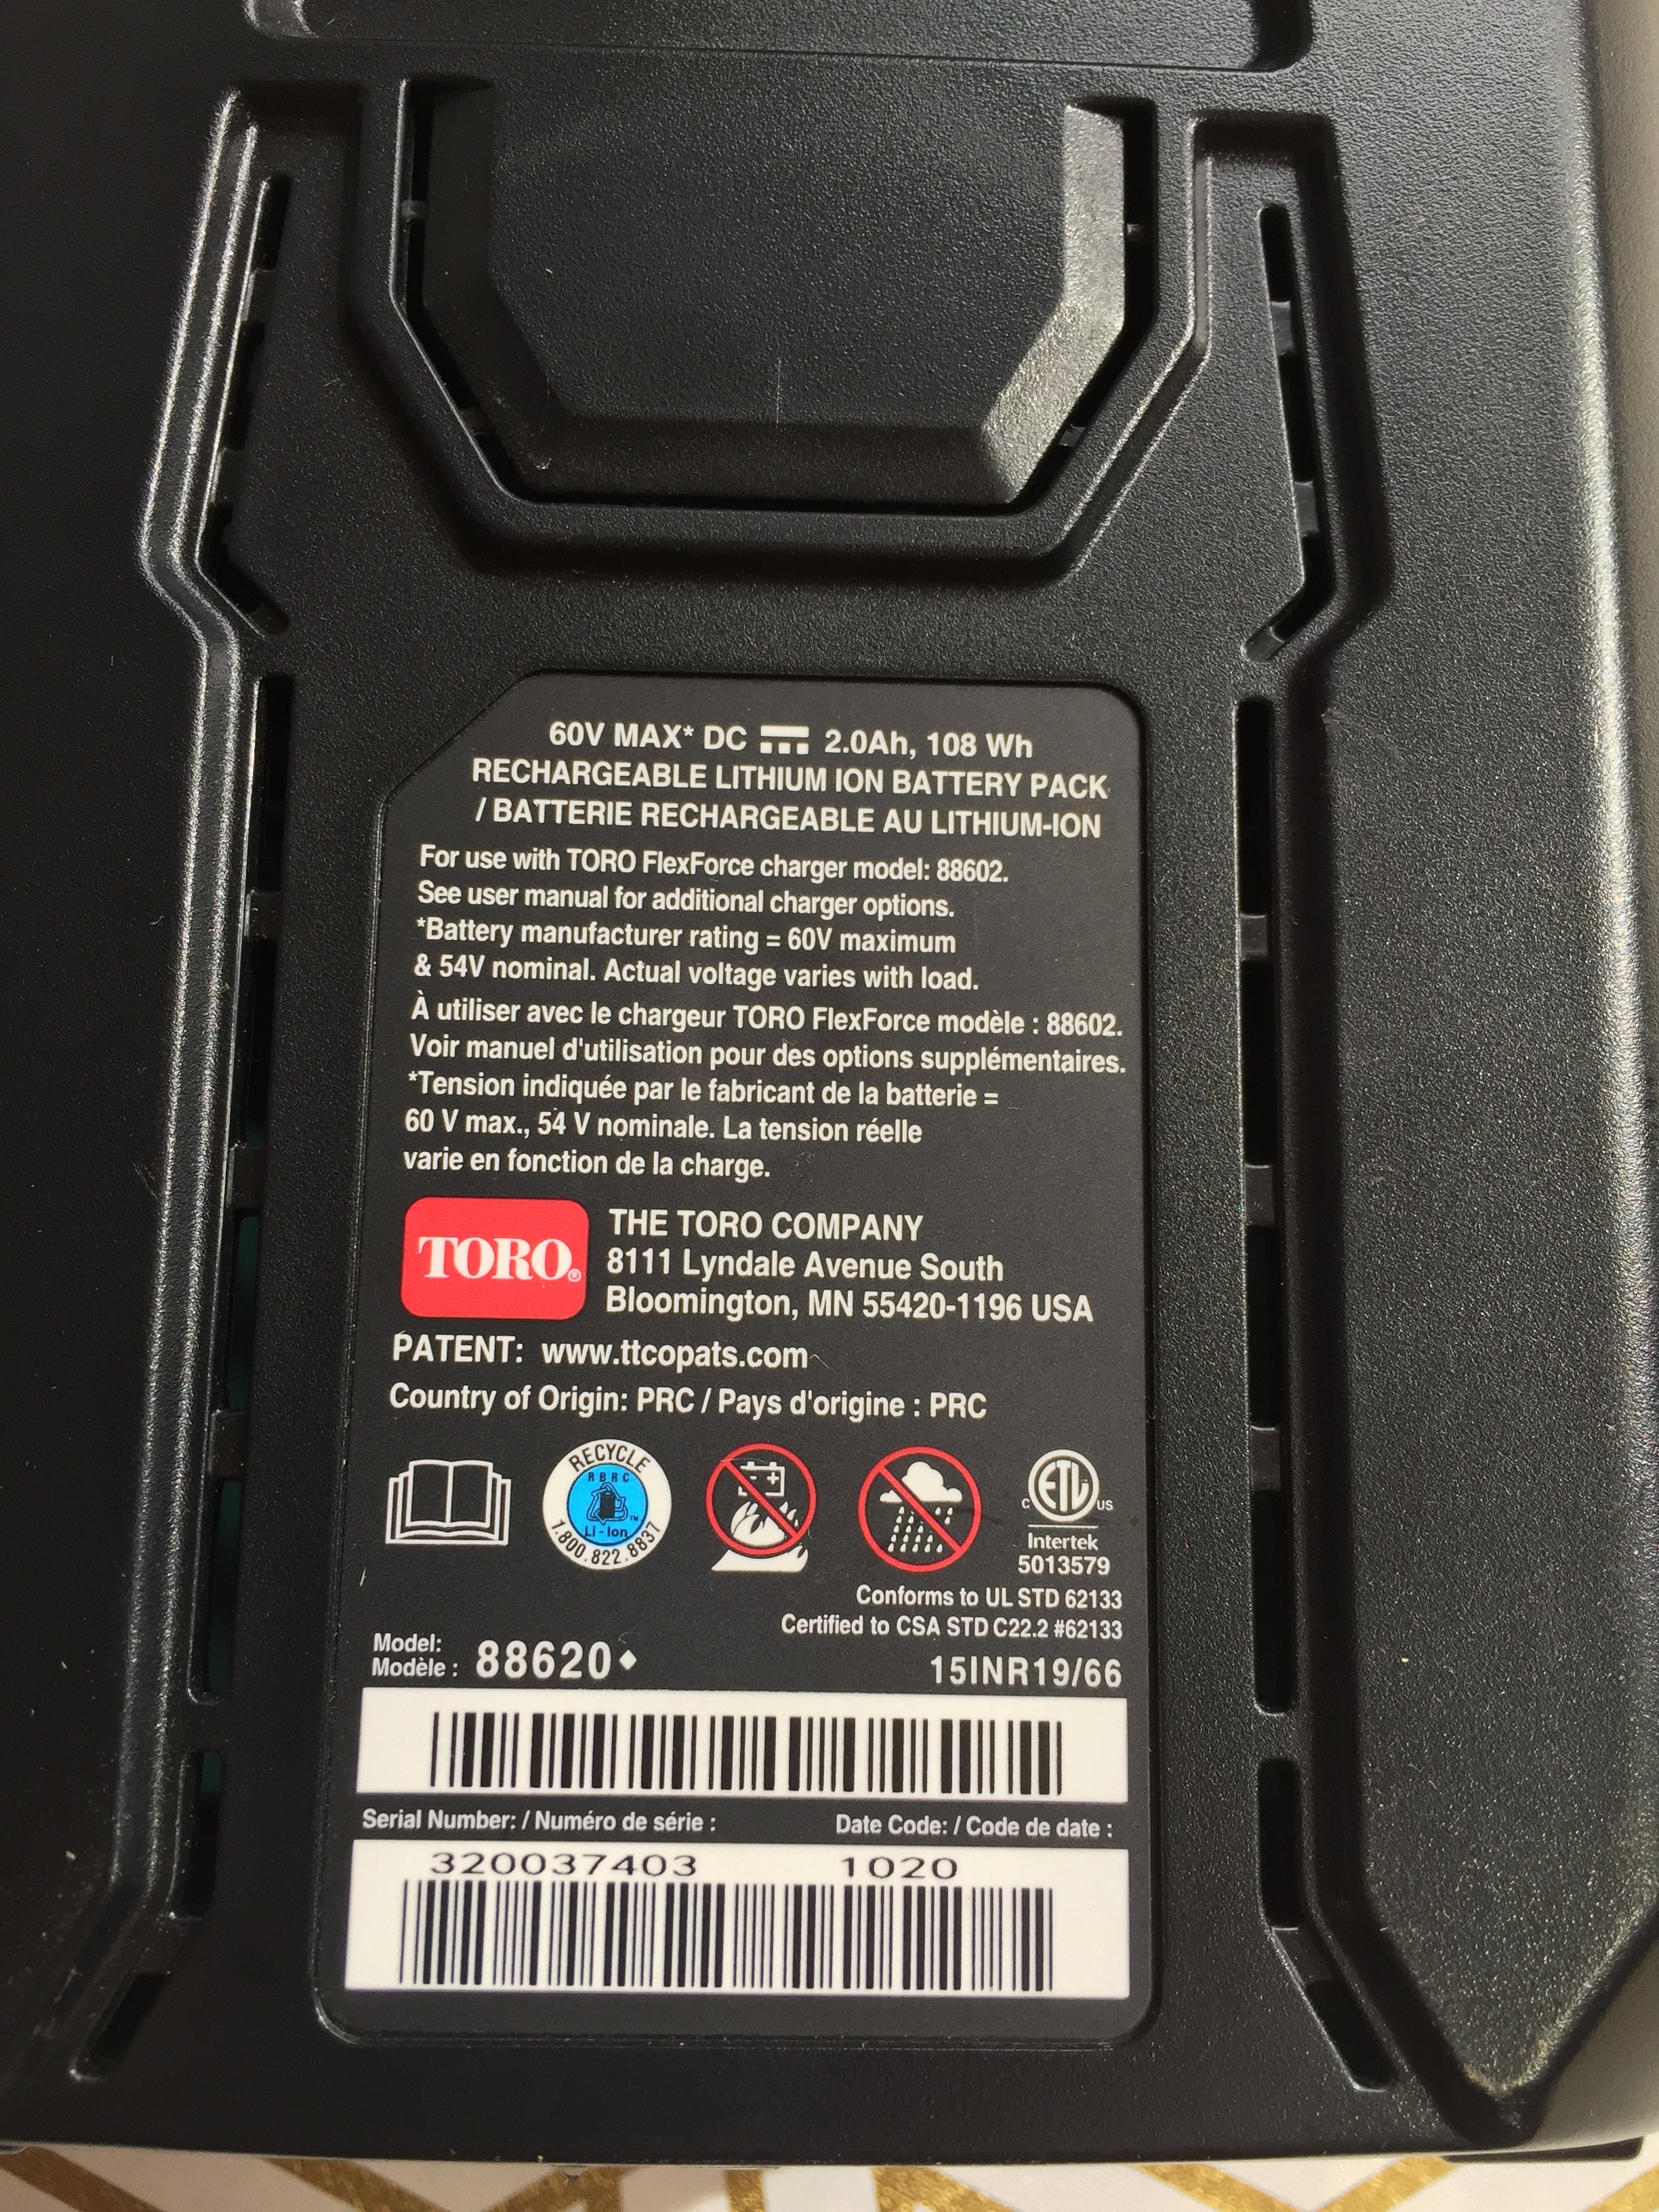 60V MAX* DC 2.0Ah, 108 Wh
RECHARGEABLE LITHIUM ION BATTERY PACK
/ BATTERIE RECHARGEABLE AU LITHIUM-ION
For use with TORO FlexForce charger model: 88602.
See user manual for additional charger options.
*Battery manufacturer rating = 60V maximum
& 54V nominal. Actual voltage varies with load.
À utiliser avec le chargeur TORO FlexForce modèle : 88602.
Voir manuel d'utilisation pour des options supplémentaires.
*Tension indiquée par le fabricant de la batterie =
60 V max., 54 V nominale. La tension réelle
varie en fonction de la charge.
TORO®
THE TORO COMPANY
8111 Lyndale Avenue South
Bloomington, MN 55420-1196 USA
PATENT: www.ttcopats.com
Country of Origin: PRC / Pays d'origine : PRC
RECYCLE
RBRC
Li-Ion
TM
1.800.822.8837
C ETL US
Intertek
5013579
Conforms to UL STD 62133
Certified to CSA STD C22.2 #62133
Model:
Modèle : 88620◆
15INR19/66
Serial Number: / Numéro de série : Date Code: / Code de date :
320037403 1020